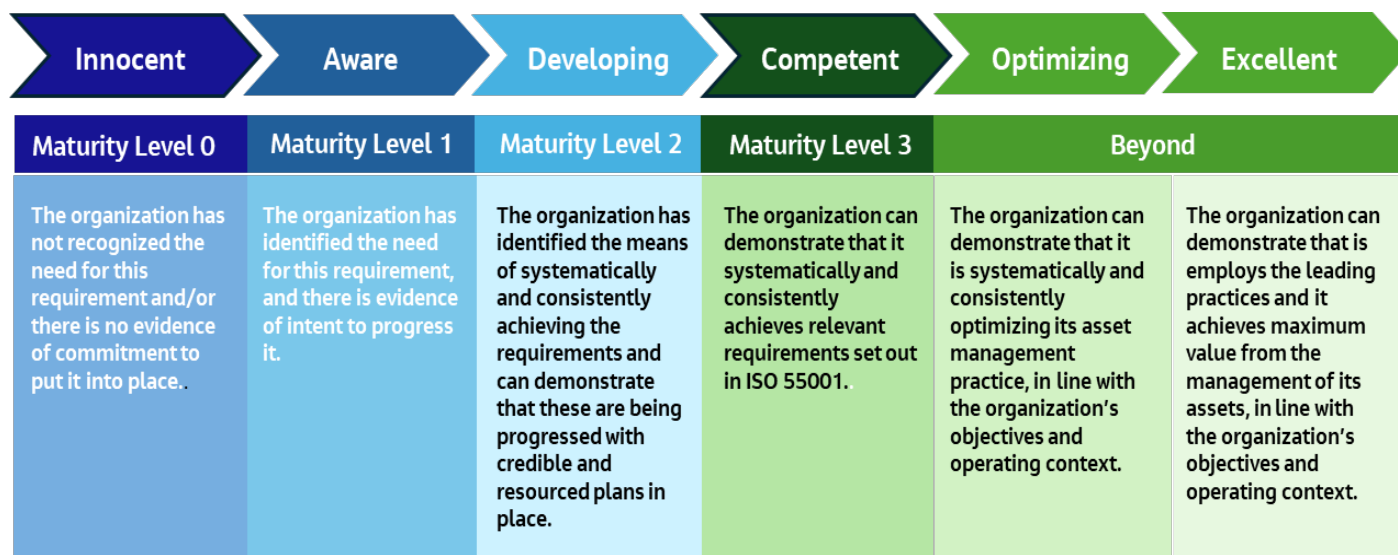 Innocent
Aware
Developing
Competent
Optimizing
Excellent
Maturity Level 0
Maturity Level 1
Maturity Level 2
Maturity Level 3
Beyond
The organization has
not recognized the
need for this
requirement and/or
there is no evidence
of commitment to
put it into place..
The organization has
identified the need
for this requirement,
and there is evidence
of intent to progress
it.
The organization has
identified the means
of systematically
and consistently
achieving the
requirements and
can demonstrate
that these are being
progressed with
credible and
resourced plans in
place.
The organization can
demonstrate that it
systematically and
consistently
achieves relevant
requirements set out
in ISO 55001.
The organization can
demonstrate that it
is systematically and
consistently
optimizing its asset
management
practice, in line with
the organization’s
objectives and
operating context.
The organization can
demonstrate that is
employs the leading
practices and it
achieves maximum
value from the
management of its
assets, in line with
the organization’s
objectives and
operating context.